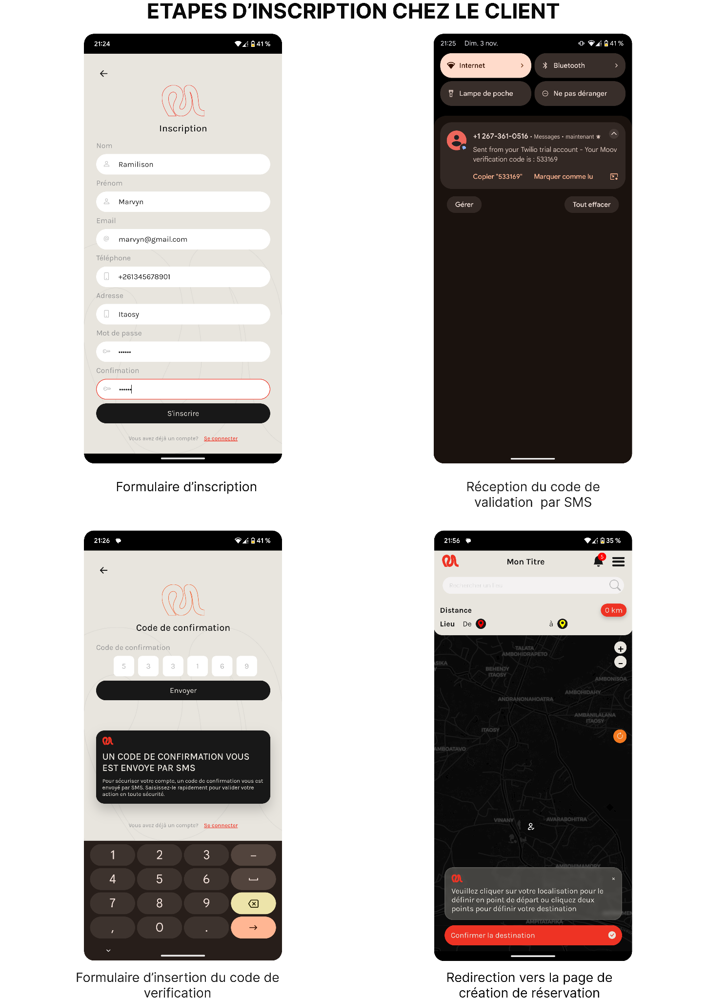 ETAPES D’INSCRIPTION CHEZ LE CLIENT
21:24
41 %
Inscription
Nom
Ramilison
Prénom
Marvyn
Email
marvyn@gmail.com
Téléphone
+261345678901
Adresse
Itaosy
Mot de passe
••••••
Confimation
••••••
S'inscrire
Vous avez déjà un compte? Se connecter
Formulaire d’inscription
21:25 Dim. 3 nov.
41 %
Internet
Bluetooth
Lampe de poche
Ne pas déranger
+1 267-361-0516 • Messages • maintenant
Sent from your Twilio trial account - Your Moov
verification code is : 533169
Copier "533169" Marquer comme lu
Gérer
Tout effacer
Réception du code de
validation par SMS
21:26
41 %
Code de confirmation
Code de confirmation
5 3 3 1 6 9
Envoyer
UN CODE DE CONFIRMATION VOUS
EST ENVOYE PAR SMS
Pour sécuriser votre compte, un code de confirmation vous est
envoyé par SMS. Saisissez-le rapidement pour valider votre
action en toute sécurité.
Vous avez déjà un compte? Se connecter
1 2 3 –
4 5 6
7 8 9
, 0 .
Formulaire d’insertion du code de
verification
21:56
35 %
Mon Titre
5
Rechercher un lieu
Distance
0 km
Lieu De à
+
-
TALATA
AMBOHIDRAPETO
ASIKA
Y
BEHENJY
ITAOSY
AMBONISOA
AMBOHIDAHY
ANDRANONAHOATRA
AMBANILALANA
ITAOSY
ITAOSY
AMBOATAVO
VINANY
AVARABOHITRA
AMBOHIMAMORY
×
Veuillez cliquer sur votre localisation pour le
définir en point de départ ou cliquez deux
points pour définir votre destination
AMPITATAFIKA
Confirmer la destination
Redirection vers la page de
création de réservation